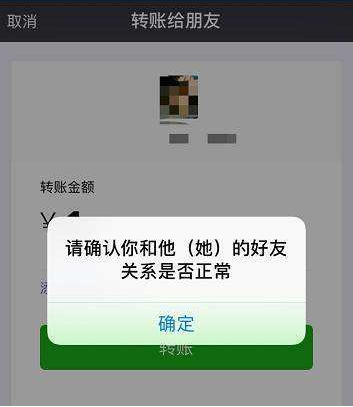 取消
转账给朋友
转账金额
¥
请确认你和他（她）的好友
关系是否正常
确定
转账